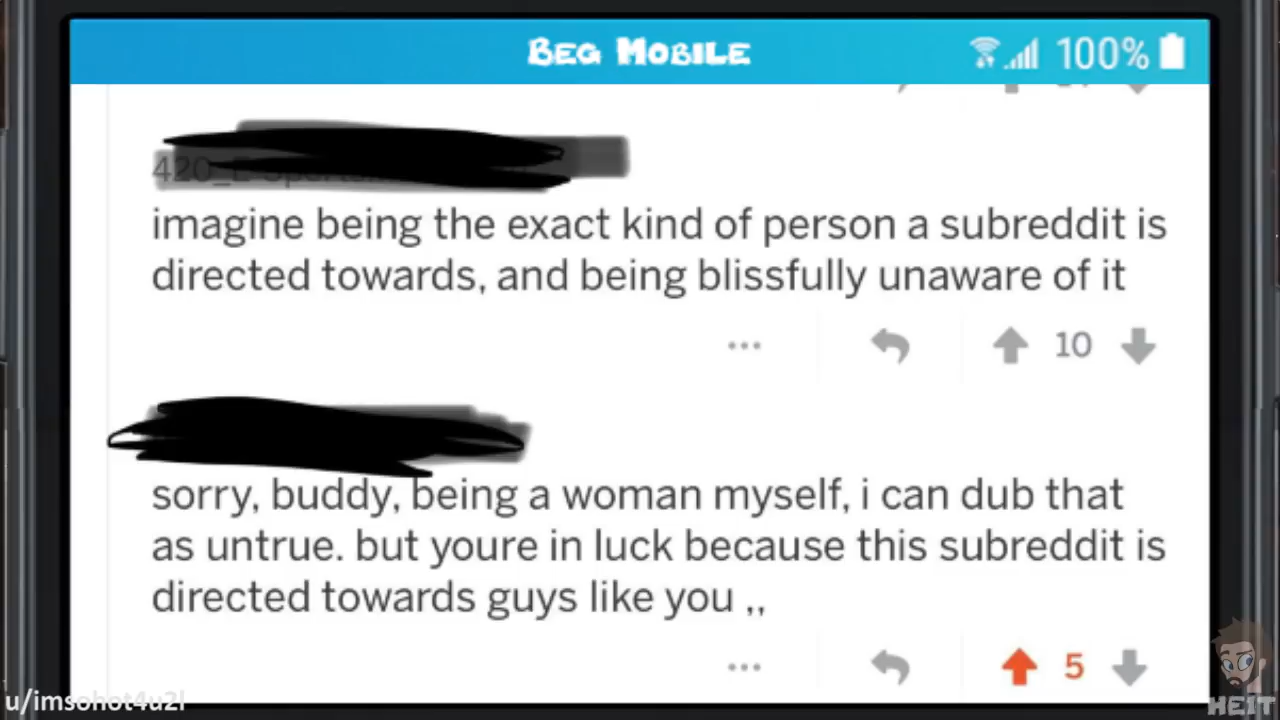 BEG MOBILE
100%
imagine being the exact kind of person a subreddit is
directed towards, and being blissfully unaware of it
10
sorry, buddy, being a woman myself, i can dub that
as untrue. but youre in luck because this subreddit is
directed towards guys like you ,,
5
u/imsohot4u2l
HEIT